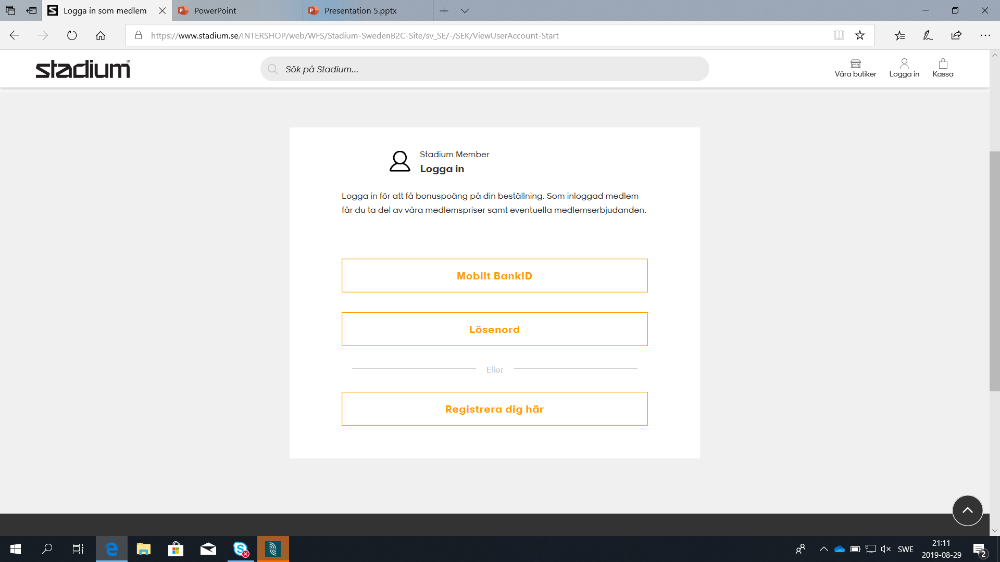 Logga in som medlem
PowerPoint
Presentation 5.pptx
https://www.stadium.se/INTERSHOP/web/WFS/Stadium-SwedenB2C-Site/sv_SE/-/SEK/ViewUserAccount-Start
stadium®
Sök på Stadium...
Våra butiker
Logga in
Kassa
Stadium Member
Logga in
Logga in för att få bonuspoäng på din beställning. Som inloggad medlem
får du ta del av våra medlemspriser samt eventuella medlemserbjudanden.
Mobilt BankID
Lösenord
Eller
Registrera dig här
SWE
21:11
2019-08-29
2